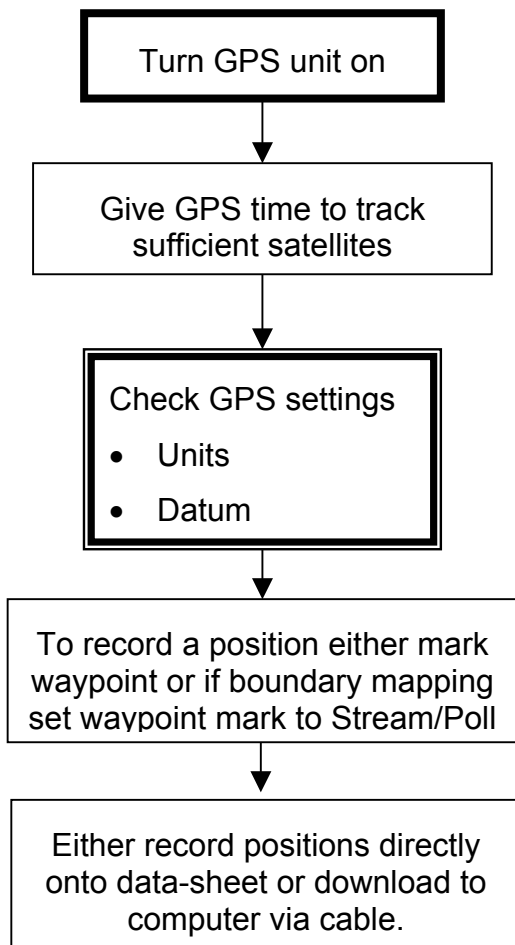 Turn GPS unit on
Give GPS time to track
sufficient satellites
Check GPS settings
• Units
• Datum
To record a position either mark
waypoint or if boundary mapping
set waypoint mark to Stream/Poll
Either record positions directly
onto data-sheet or download to
computer via cable.